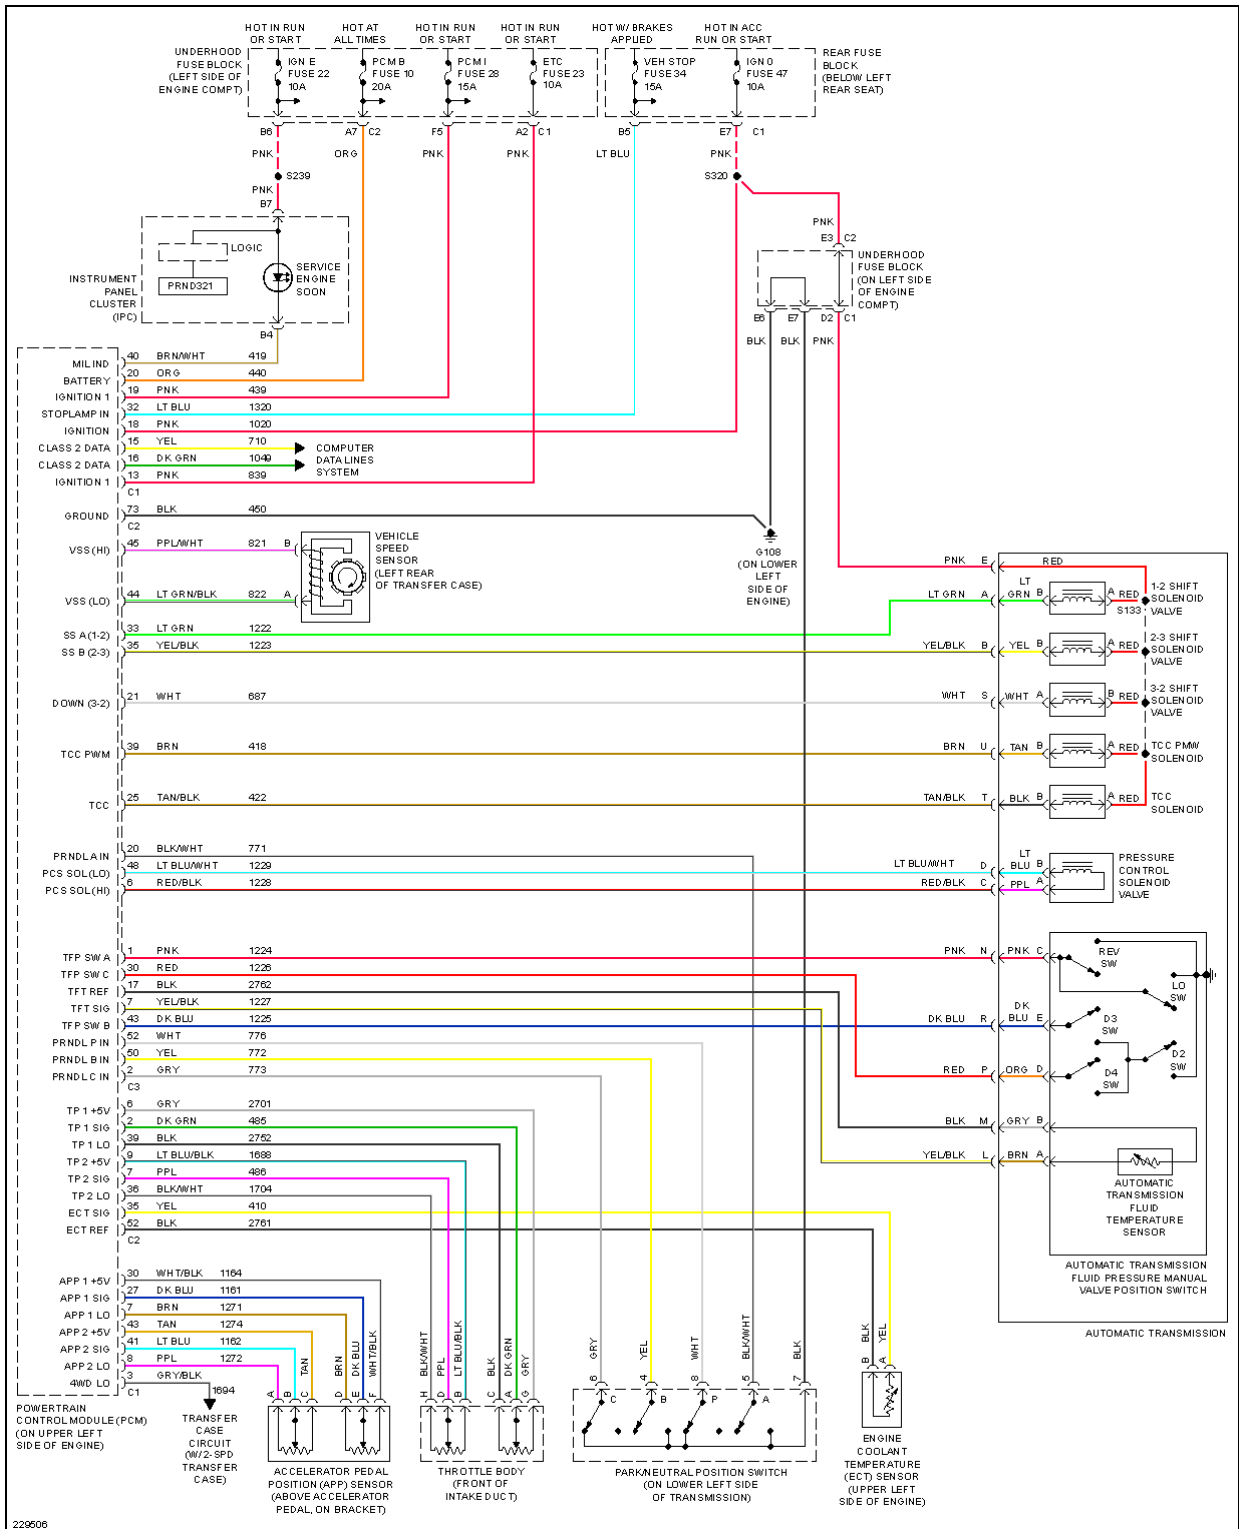 HOT IN RUN OR START
HOT AT ALL TIMES
HOT IN RUN OR START
HOT IN RUN OR START
HOT W/ BRAKES APPLIED
HOT IN ACC RUN OR START
UNDERHOOD
FUSE BLOCK
(LEFT SIDE OF
ENGINE COMPT)
IGN E
FUSE 22
10A
PCM B
FUSE 10
20A
PCM I
FUSE 28
15A
ETC
FUSE 23
10A
VEH STOP
FUSE 34
15A
IGN 0
FUSE 47
10A
REAR FUSE
BLOCK
(BELOW LEFT
REAR SEAT)
B6 A7 C2 F5 A2 C1 B5 E7 C1
PNK ORG PNK PNK LT BLU PNK
S239
S320
PNK
B7
PNK
E3 C2
LOGIC
PRND321
SERVICE
ENGINE
SOON
INSTRUMENT
PANEL
CLUSTER
(IPC)
B4
UNDERHOOD
FUSE BLOCK
(ON LEFT SIDE
OF ENGINE
COMPT)
E6 E7 D2 C1
BLK BLK PNK
MIL IND 40 BRN/WHT 419
BATTERY 20 ORG 440
IGNITION 1 19 PNK 439
STOPLAMP IN 32 LT BLU 1320
IGNITION 18 PNK 1020
CLASS 2 DATA 15 YEL 710
CLASS 2 DATA 16 DK GRN 1049
COMPUTER
DATA LINES
SYSTEM
IGNITION 1 13 PNK 839
C1
GROUND 73 BLK 450
C2
VSS (HI) 45 PPL/WHT 821 B
VSS (LO) 44 LT GRN/BLK 822 A
VEHICLE
SPEED
SENSOR
(LEFT REAR
OF TRANSFER CASE)
G108
(ON LOWER
LEFT
SIDE OF
ENGINE)
PNK E RED
SS A (1-2) 33 LT GRN 1222
LT GRN A LT GRN B A RED
S133
1-2 SHIFT
SOLENOID
VALVE
SS B (2-3) 35 YEL/BLK 1223 YEL/BLK B YEL B A RED
2-3 SHIFT
SOLENOID
VALVE
DOWN (3-2) 21 WHT 687 WHT S WHT A B RED
3-2 SHIFT
SOLENOID
VALVE
TCC PWM 39 BRN 418 BRN U TAN B A RED
TCC PMW
SOLENOID
TCC 25 TAN/BLK 422 TAN/BLK T BLK B A RED
TCC
SOLENOID
PRNDL A IN 20 BLK/WHT 771
PCS SOL (LO) 48 LT BLU/WHT 1229 LT BLU/WHT D LT BLU B
PCS SOL (HI) 6 RED/BLK 1228 RED/BLK C PPL A
PRESSURE
CONTROL
SOLENOID
VALVE
TFP SW A 1 PNK 1224 PNK N PNK C
TFP SW C 30 RED 1226
TFT REF 17 BLK 2762
TFT SIG 7 YEL/BLK 1227
TFP SW B 43 DK BLU 1225 DK BLU R DK BLU E
PRNDL P IN 52 WHT 776
PRNDL B IN 50 YEL 772
PRNDL C IN 2 GRY 773
C3
RED P ORG D
BLK M GRY B
YEL/BLK L BRN A
REV
SW
LO
SW
D3
SW
D2
SW
D4
SW
AUTOMATIC
TRANSMISSION
FLUID
TEMPERATURE
SENSOR
AUTOMATIC TRANSMISSION
FLUID PRESSURE MANUAL
VALVE POSITION SWITCH
AUTOMATIC TRANSMISSION
TP 1 +5V 6 GRY 2701
TP 1 SIG 2 DK GRN 485
TP 1 LO 39 BLK 2752
TP 2 +5V 9 LT BLU/BLK 1688
TP 2 SIG 7 PPL 486
TP 2 LO 36 BLK/WHT 1704
ECT SIG 35 YEL 410
ECT REF 52 BLK 2761
C2
APP 1 +5V 30 WHT/BLK 1164
APP 1 SIG 27 DK BLU 1161
APP 1 LO 7 BRN 1271
APP 2 +5V 43 TAN 1274
APP 2 SIG 41 LT BLU 1162
APP 2 LO 8 PPL 1272
4WD LO 3 GRY/BLK
C1
1694
POWERTRAIN
CONTROL MODULE (PCM)
(ON UPPER LEFT
SIDE OF ENGINE)
TRANSFER
CASE
CIRCUIT
(W/2-SPD
TRANSFER
CASE)
TAN BRN DK BLU WHT/BLK
A B C D E F
ACCELERATOR PEDAL
POSITION (APP) SENSOR
(ABOVE ACCELERATOR
PEDAL, ON BRACKET)
BLK/WHT PPL LT BLU/BLK BLK DK GRN GRY
H D B C A G
THROTTLE BODY
(FRONT OF
INTAKE DUCT)
GRY YEL WHT BLK/WHT BLK
6 4 8 5 7
C B P A
PARK/NEUTRAL POSITION SWITCH
(ON LOWER LEFT SIDE
OF TRANSMISSION)
BLK YEL
B A
ENGINE
COOLANT
TEMPERATURE
(ECT) SENSOR
(UPPER LEFT
SIDE OF ENGINE)
229506